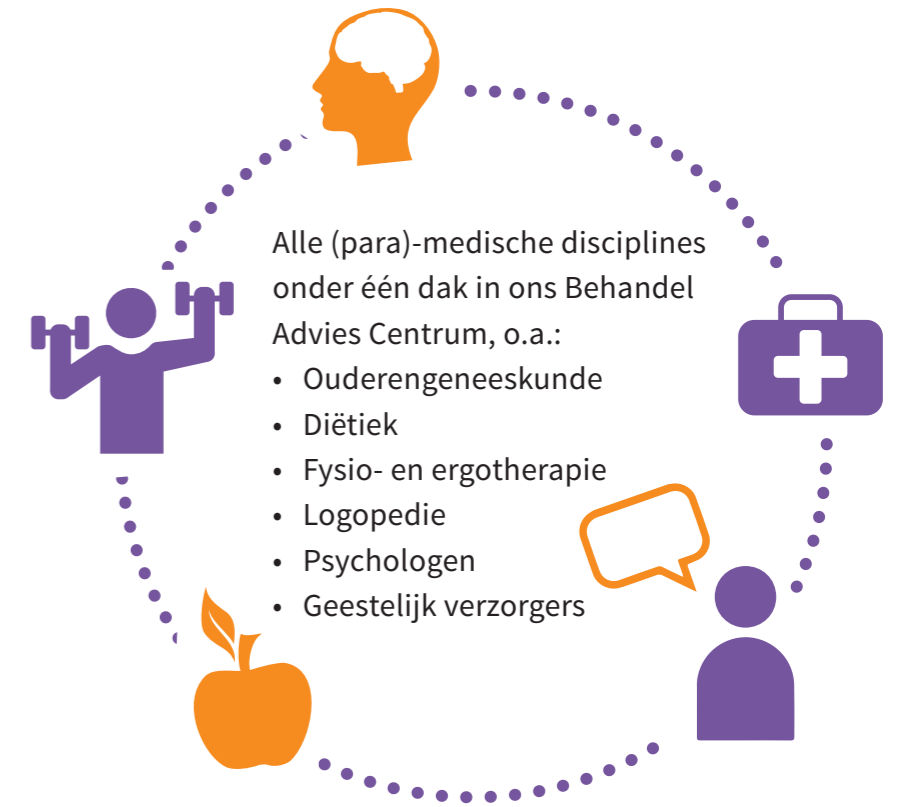 Alle (para)-medische disciplines
onder één dak in ons Behandel
Advies Centrum, o.a.:
• Ouderengeneeskunde
• Diëtiek
• Fysio- en ergotherapie
• Logopedie
• Psychologen
• Geestelijk verzorgers